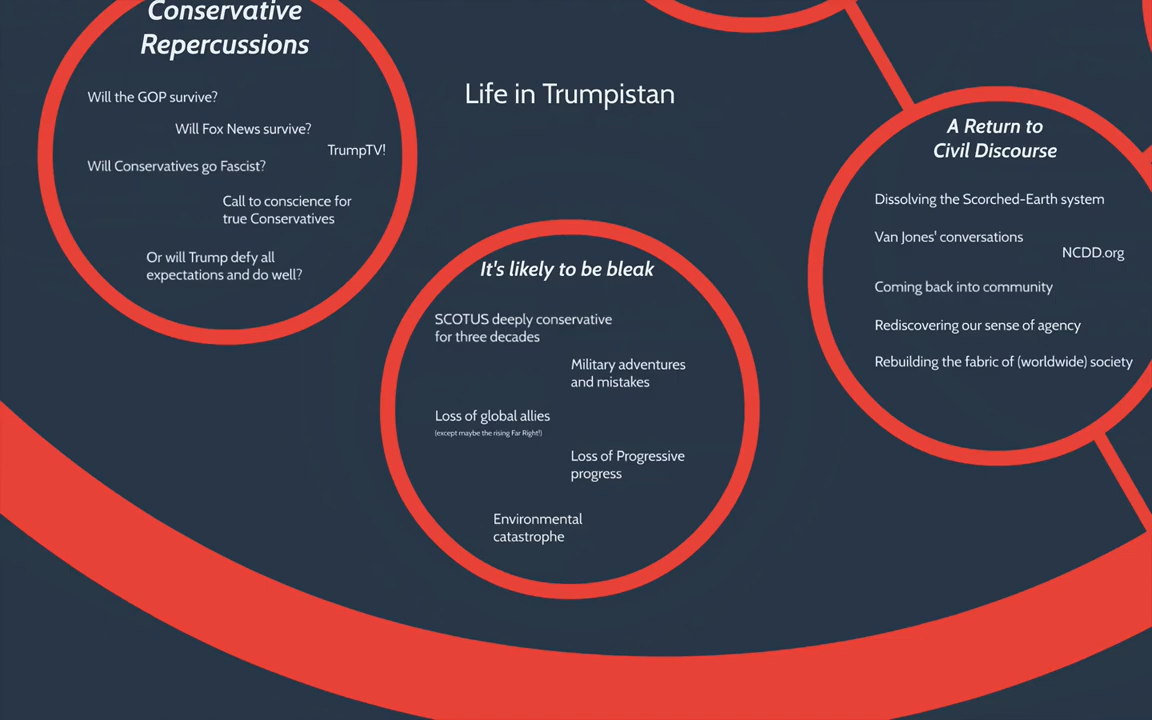 Conservative
Repercussions
Will the GOP survive?
Will Fox News survive?
TrumpTV!
Will Conservatives go Fascist?
Call to conscience for
true Conservatives
Or will Trump defy all
expectations and do well?
Life in Trumpistan
It's likely to be bleak
SCOTUS deeply conservative
for three decades
Military adventures
and mistakes
Loss of global allies
(except maybe the rising Far Right!)
Loss of Progressive
progress
Environmental
catastrophe
A Return to
Civil Discourse
Dissolving the Scorched-Earth system
Van Jones' conversations
NCDD.org
Coming back into community
Rediscovering our sense of agency
Rebuilding the fabric of (worldwide) society